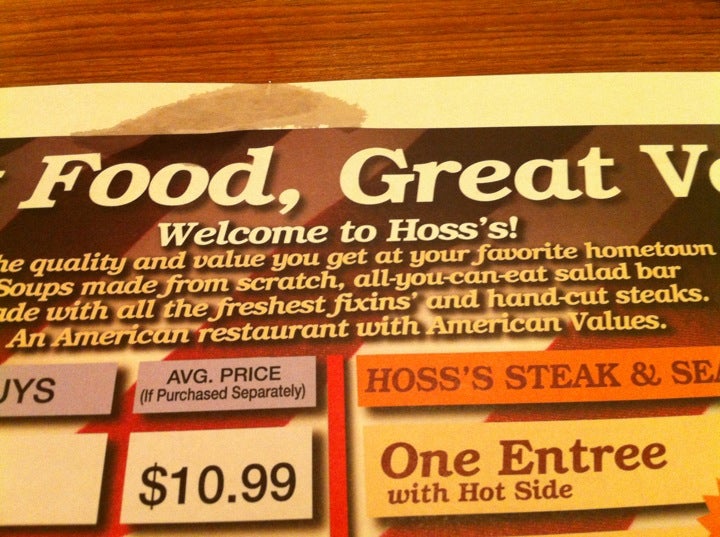 Food, Great
Welcome to Hoss's!
quality and value you get at your favorite hometown
Soups made from scratch, all-you-can-eat salad bar
with all the freshest fixins' and hand-cut steaks.
An American restaurant with American Values.
AVG. PRICE
(If Purchased Separately)
HOSS'S STEAK &
$10.99
One Entree
with Hot Side